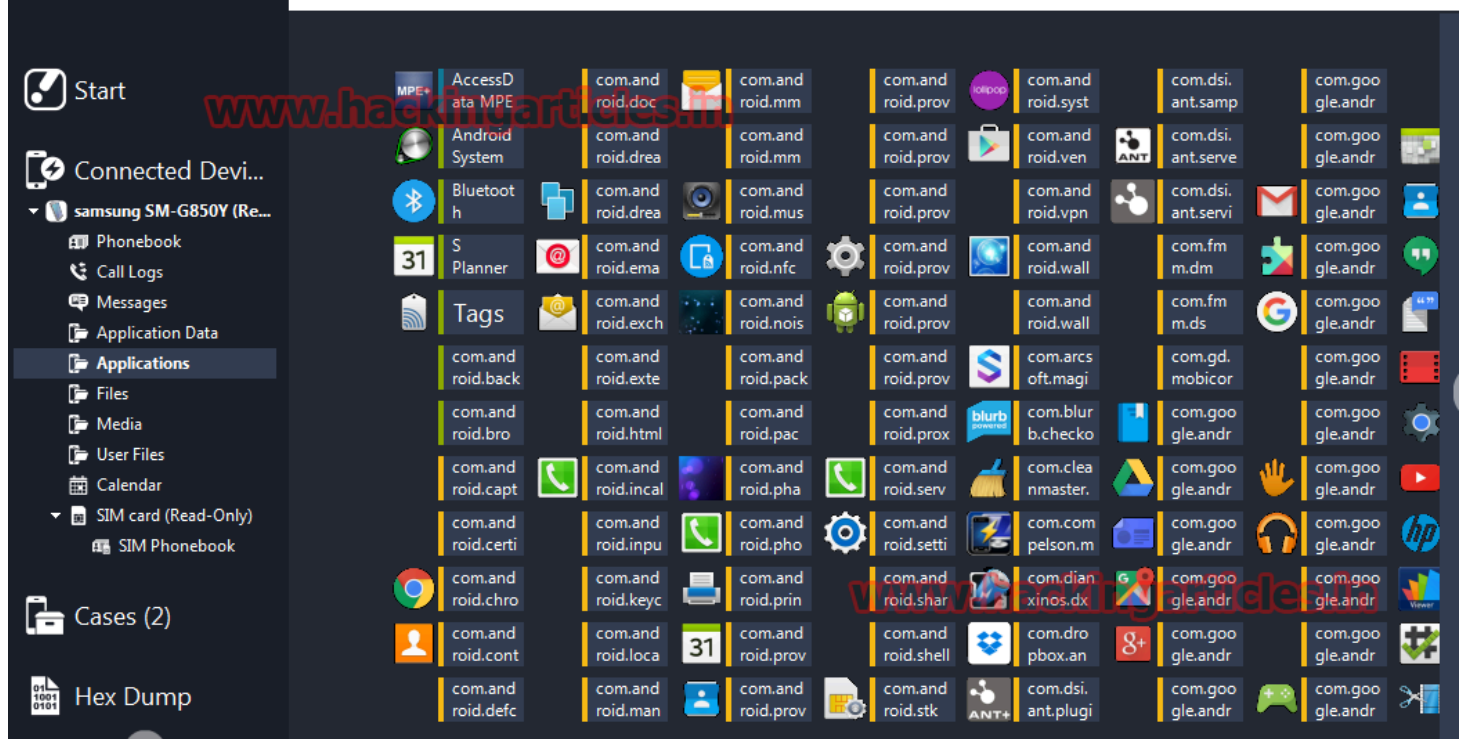 Start
Connected Devi...
samsung SM-G850Y (Re...
Phonebook
Call Logs
Messages
Application Data
Applications
Files
Media
User Files
Calendar
SIM card (Read-Only)
SIM Phonebook
Cases (2)
Hex Dump
01
1001
0101
www.hackingarticles.in
MPE+
AccessD
ata MPE
Android
System
Bluetoot
h
31
S
Planner
Tags
com.and
roid.back
com.and
roid.bro
com.and
roid.capt
com.and
roid.certi
com.and
roid.chro
com.and
roid.cont
com.and
roid.defc
com.and
roid.doc
com.and
roid.drea
com.and
roid.drea
@
com.and
roid.ema
@
com.and
roid.exch
com.and
roid.exte
com.and
roid.html
com.and
roid.incal
com.and
roid.inpu
com.and
roid.keyc
com.and
roid.loca
com.and
roid.man
com.and
roid.mm
com.and
roid.mm
com.and
roid.mus
com.and
roid.nfc
com.and
roid.nois
com.and
roid.pack
com.and
roid.pac
com.and
roid.pha
com.and
roid.pho
com.and
roid.prin
31
com.and
roid.prov
com.and
roid.prov
com.and
roid.prov
com.and
roid.prov
com.and
roid.prov
com.and
roid.prov
com.and
roid.prov
com.and
roid.prov
com.and
roid.prox
com.and
roid.serv
com.and
roid.setti
com.and
roid.shar
com.and
roid.shell
com.and
roid.stk
lollipop
com.and
roid.syst
com.and
roid.ven
com.and
roid.vpn
com.and
roid.wall
com.and
roid.wall
com.arcs
oft.magi
blurb
powered
com.blur
b.checko
com.clea
nmaster.
com.com
pelson.m
com.dian
xinos.dx
com.dro
pbox.an
ANT+
com.dsi.
ant.plugi
com.dsi.
ant.samp
ANT
com.dsi.
ant.serve
com.dsi.
ant.servi
com.fm
m.dm
com.fm
m.ds
com.gd.
mobicor
com.goo
gle.andr
com.goo
gle.andr
com.goo
gle.andr
G
com.goo
gle.andr
g+
com.goo
gle.andr
com.goo
gle.andr
com.goo
gle.andr
com.goo
gle.andr
com.goo
gle.andr
com.goo
gle.andr
G
com.goo
gle.andr
com.goo
gle.andr
com.goo
gle.andr
com.goo
gle.andr
com.goo
gle.andr
com.goo
gle.andr
com.goo
gle.andr
com.goo
gle.andr
hp
Viewer
www.hackingarticles.in